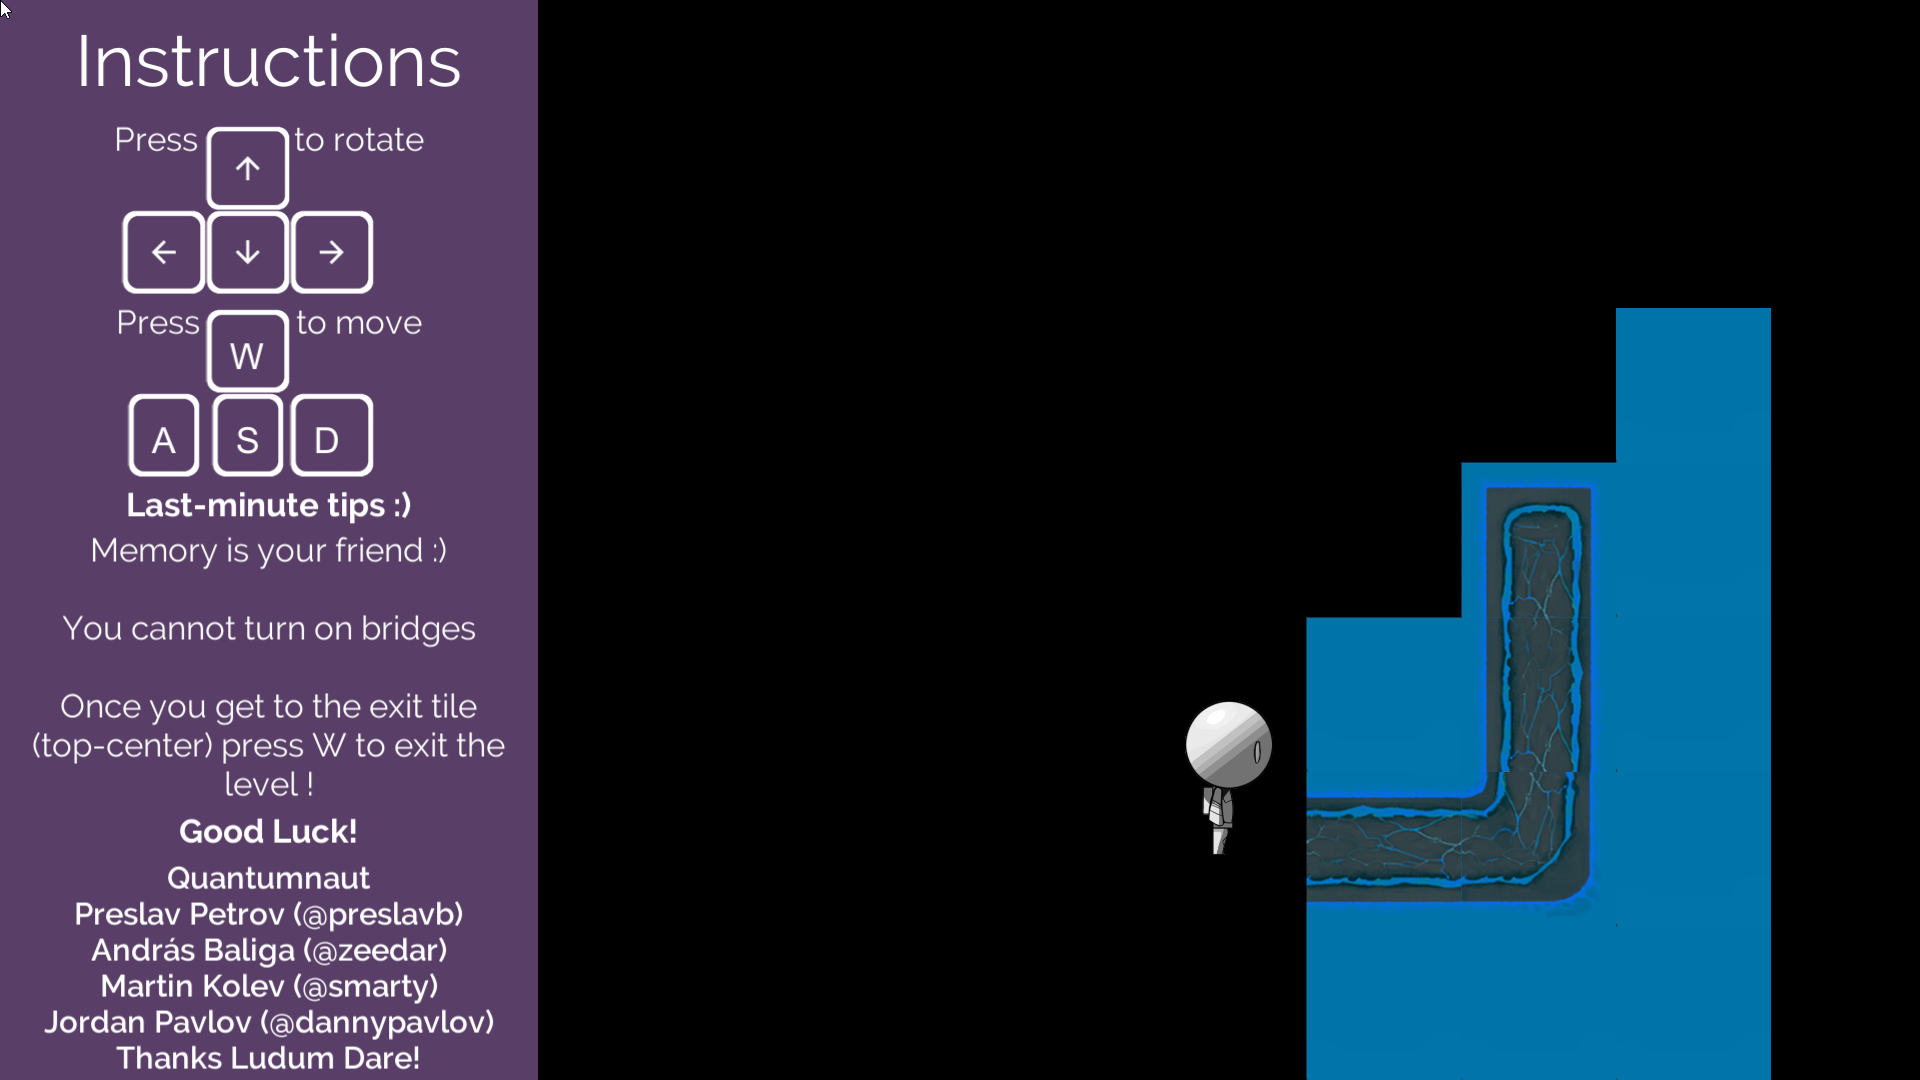 Instructions
Press ↑ to rotate
← ↓ →
Press W to move
A S D
Last-minute tips :)
Memory is your friend :)
You cannot turn on bridges
Once you get to the exit tile
(top-center) press W to exit the
level !
Good Luck!
Quantumnaut
Preslav Petrov (@preslavb)
András Baliga (@zeedar)
Martin Kolev (@smarty)
Jordan Pavlov (@dannypavlov)
Thanks Ludum Dare!